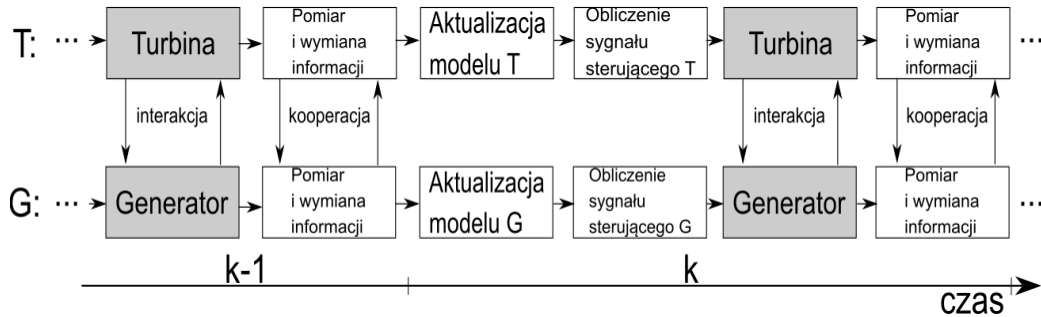 T:
...
Turbina
Pomiar
i wymiana
informacji
Aktualizacja
modelu T
Obliczenie
sygnału
sterującego T
Turbina
Pomiar
i wymiana
informacji
...
interakcja
kooperacja
interakcja
kooperacja
G:
...
Generator
Pomiar
i wymiana
informacji
Aktualizacja
modelu G
Obliczenie
sygnału
sterującego G
Generator
Pomiar
i wymiana
informacji
...
k-1
k
czas